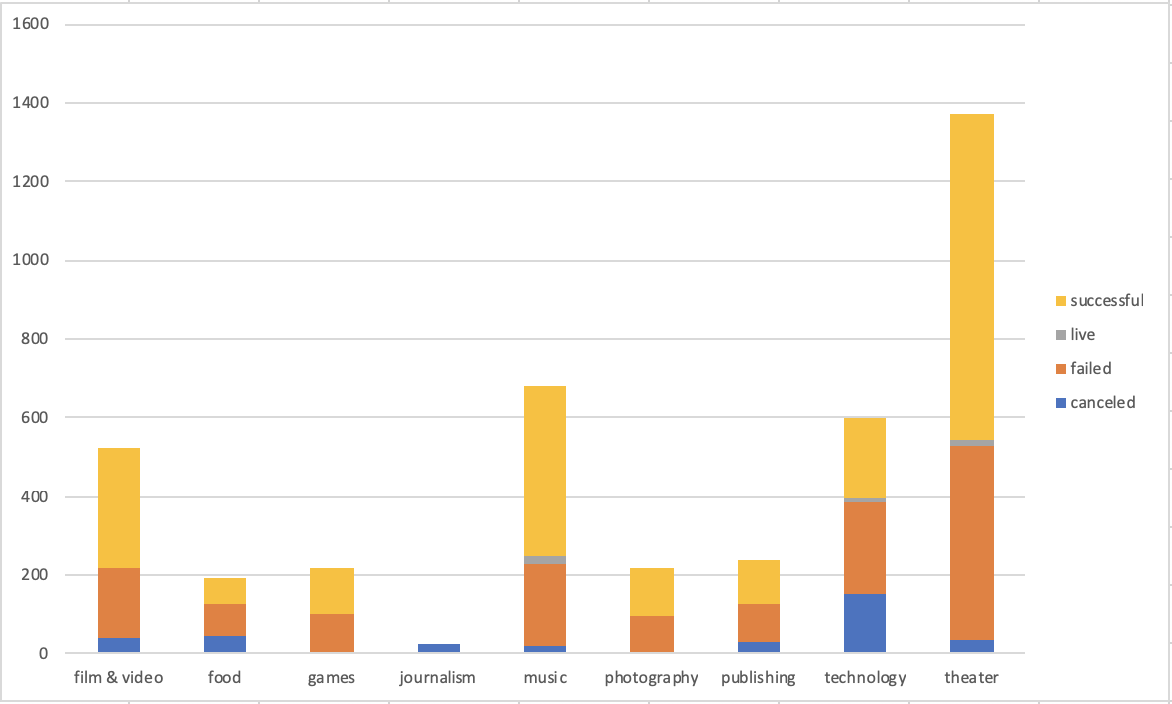 1600
1400
1200
1000
800
600
400
200
0
film & video food games journalism music photography publishing technology theater
successful
live
failed
canceled